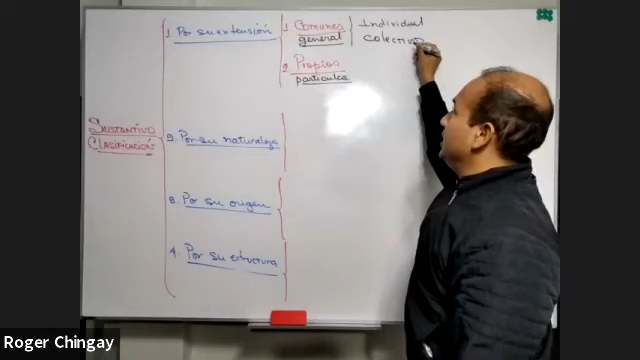 Sustantivo
Clasificación
1. Por su extensión
1. Comunes
general
Individual
Colectivo
2. Propios
particular
2. Por su naturaleza
3. Por su origen
4. Por su estructura
Roger Chingay